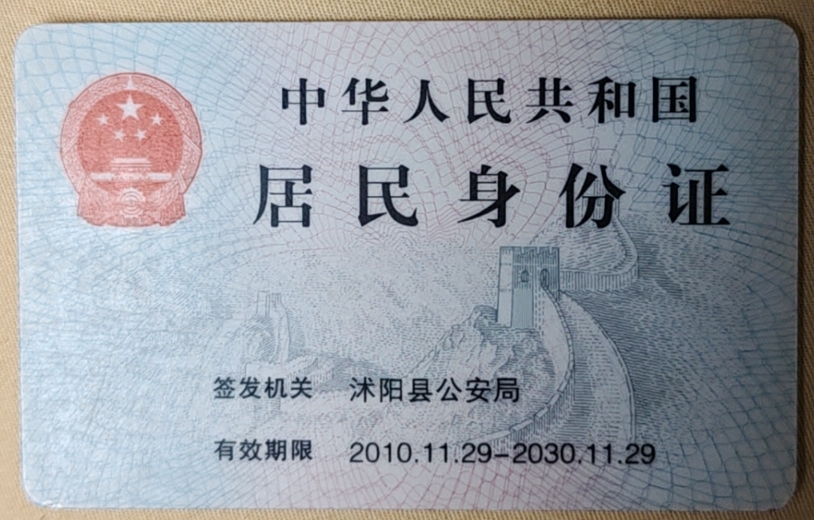 中华人民共和国
居民身份证
签发机关 沭阳县公安局
有效期限 2010.11.29-2030.11.29